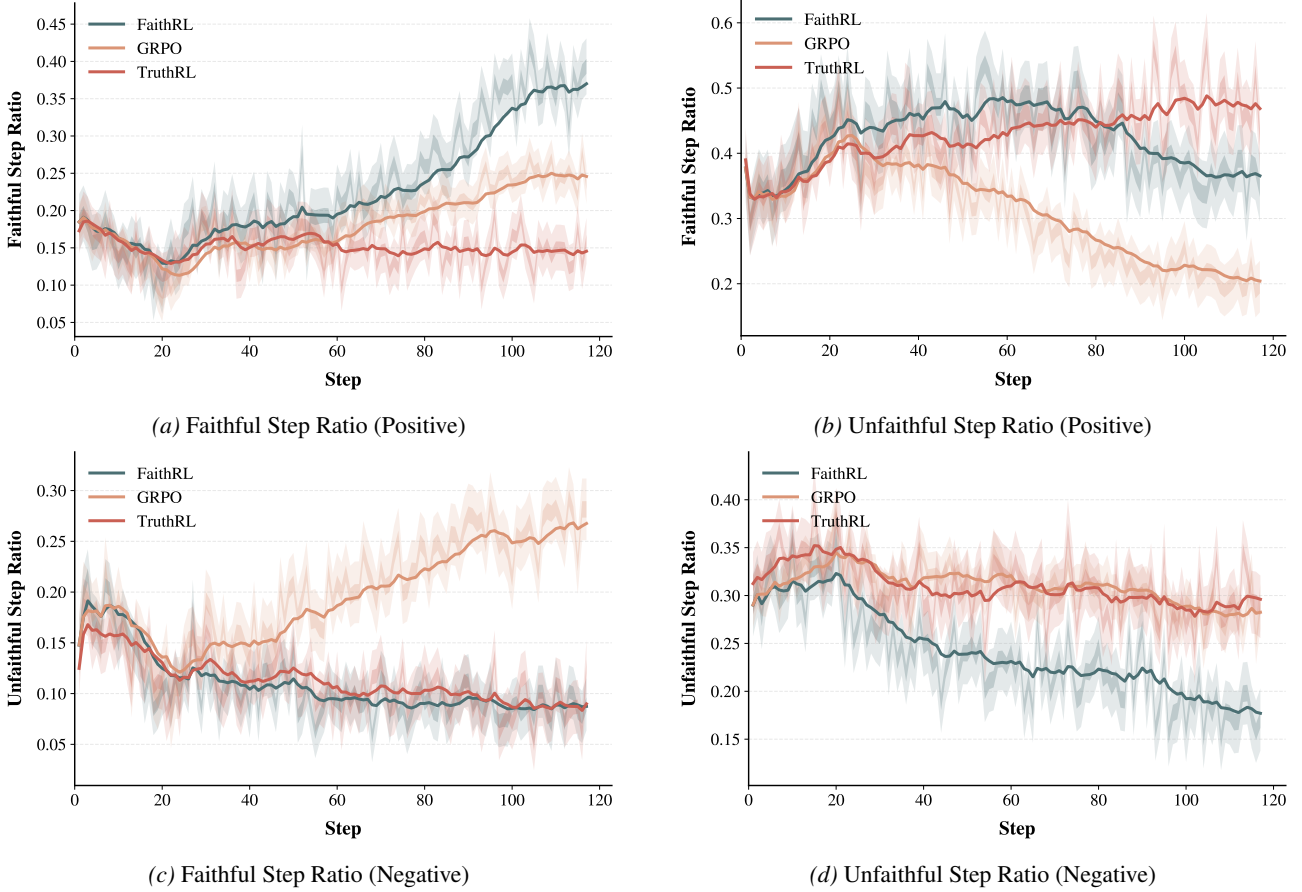 FaithRL
GRPO
TruthRL
Faithful Step Ratio
0.45
0.40
0.35
0.30
0.25
0.20
0.15
0.10
0.05
0 20 40 60 80 100 120
Step
(a) Faithful Step Ratio (Positive)
FaithRL
GRPO
TruthRL
Faithful Step Ratio
0.6
0.5
0.4
0.3
0.2
0 20 40 60 80 100 120
Step
(b) Unfaithful Step Ratio (Positive)
FaithRL
GRPO
TruthRL
Unfaithful Step Ratio
0.30
0.25
0.20
0.15
0.10
0.05
0 20 40 60 80 100 120
Step
(c) Faithful Step Ratio (Negative)
FaithRL
GRPO
TruthRL
Unfaithful Step Ratio
0.40
0.35
0.30
0.25
0.20
0.15
0 20 40 60 80 100 120
Step
(d) Unfaithful Step Ratio (Negative)